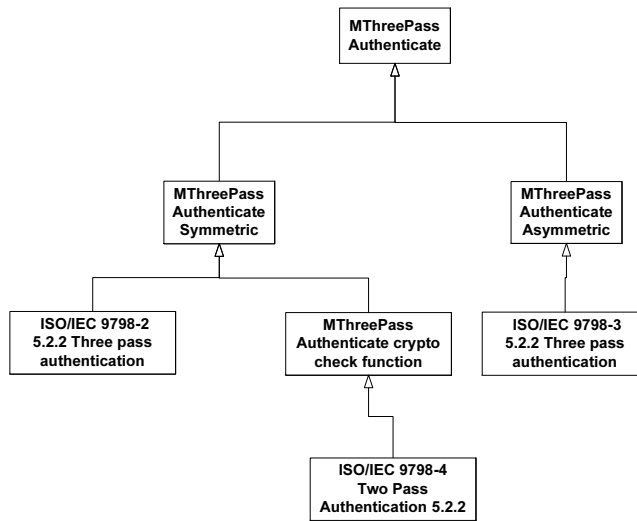 MThreePass
Authenticate
MThreePass
Authenticate
Symmetric
MThreePass
Authenticate
Asymmetric
ISO/IEC 9798-2
5.2.2 Three pass
authentication
MThreePass
Authenticate crypto
check function
ISO/IEC 9798-3
5.2.2 Three pass
authentication
ISO/IEC 9798-4
Two Pass
Authentication 5.2.2